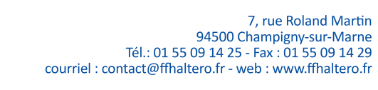 7, rue Roland Martin
94500 Champigny-sur-Marne
Tél.: 01 55 09 14 25 - Fax : 01 55 09 14 29
courriel : contact@ffhaltero.fr - web : www.ffhaltero.fr